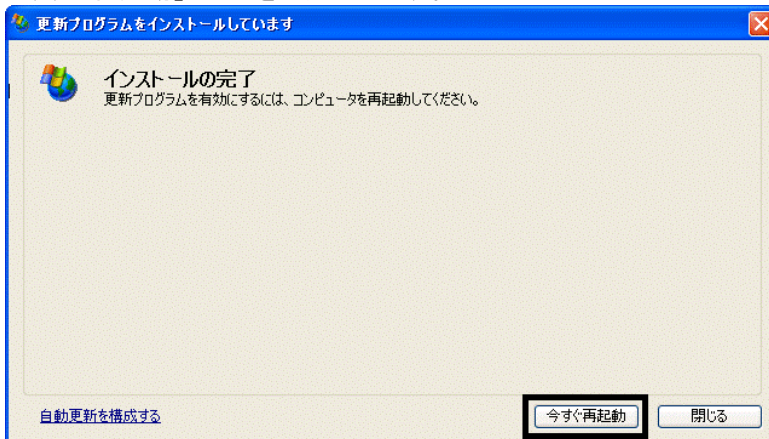 更新プログラムをインストールしています
インストールの完了
更新プログラムを有効にするには、コンピュータを再起動してください。
自動更新を構成する
今すぐ再起動
閉じる